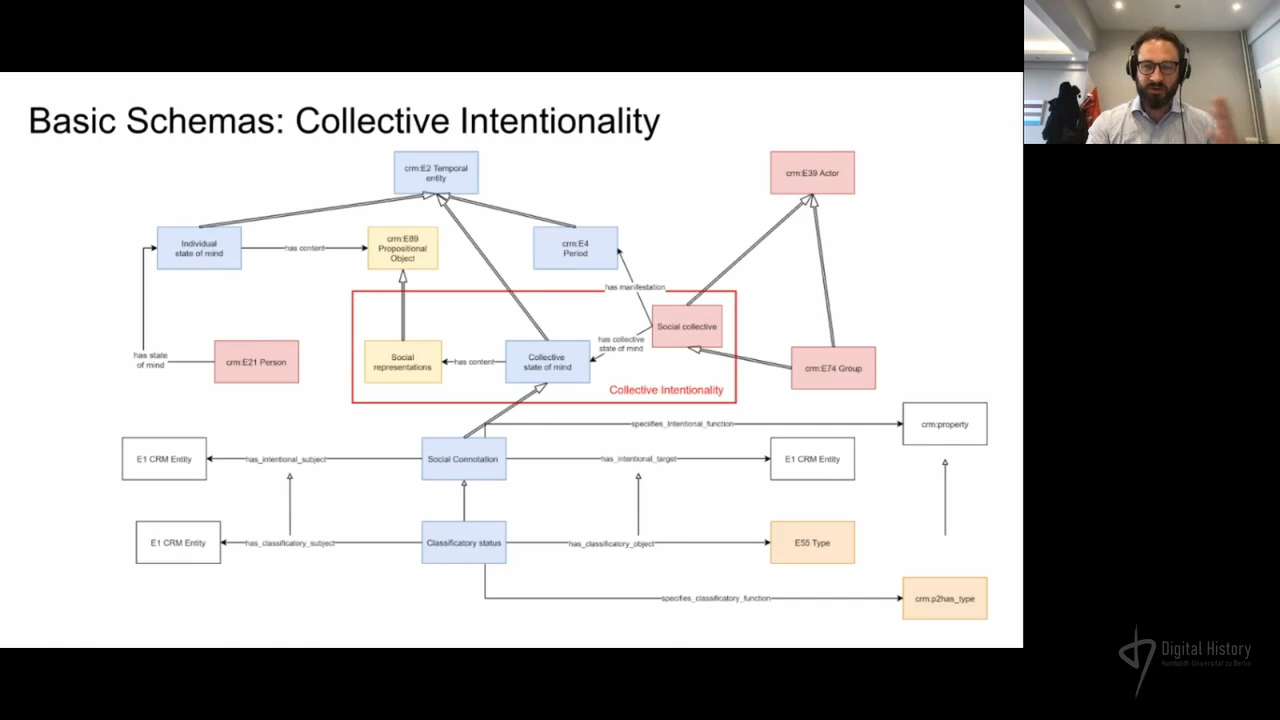 Basic Schemas: Collective Intentionality
crm:E2 Temporal
entity
crm:E39 Actor
Individual
state of mind
has content
crm:E89
Propositional
Object
crm:E4
Period
has manifestation
Social collective
has state
of mind
crm:E21 Person
Social
representations
has content
Collective
state of mind
has collective
state of mind
crm:E74 Group
Collective Intentionality
specifies_Intentional_function
crm:property
E1 CRM Entity
has_intentional_subject
Social Connotation
has_intentional_target
E1 CRM Entity
E1 CRM Entity
has_classificatory_subject
Classificatory status
has_classificatory_object
E55 Type
specifies_classificatory_function
crm:p2has_type
Digital History
Humboldt-Universität zu Berlin